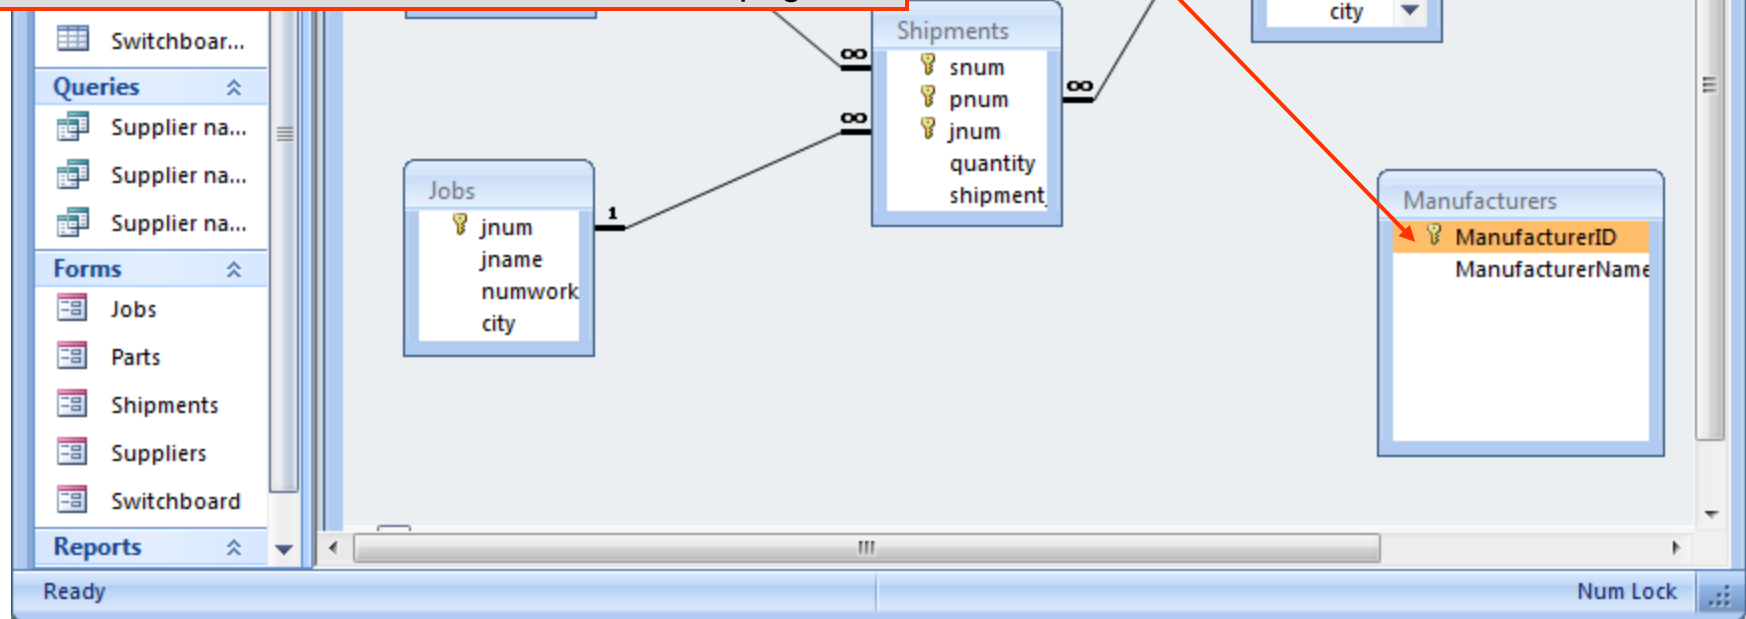 Switchboar...
Queries
Supplier na...
Supplier na...
Supplier na...
Forms
Jobs
Parts
Shipments
Suppliers
Switchboard
Reports
city
Shipments
snum
pnum
jnum
quantity
shipment_
∞
∞
∞
1
Jobs
jnum
jname
numwork
city
Manufacturers
ManufacturerID
ManufacturerName
Ready
Num Lock